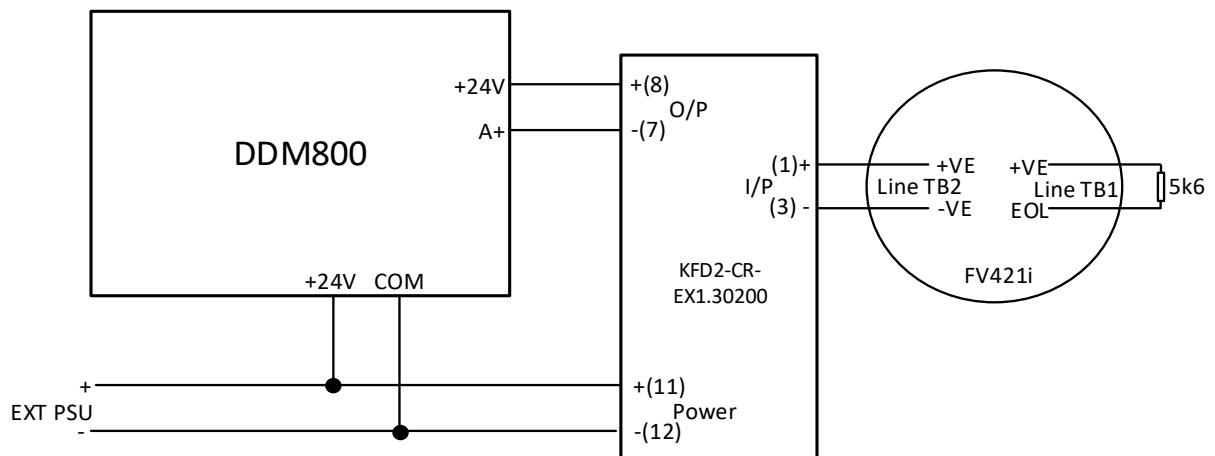 DDM800
+24V
A+
+24V COM
+(8)
O/P
-(7)
(1)+
I/P
(3) -
KFD2-CR-
EX1.30200
+(11)
Power
-(12)
+VE
Line TB2
-VE
+VE
Line TB1
EOL
FV421i
5k6
+
EXT PSU
-